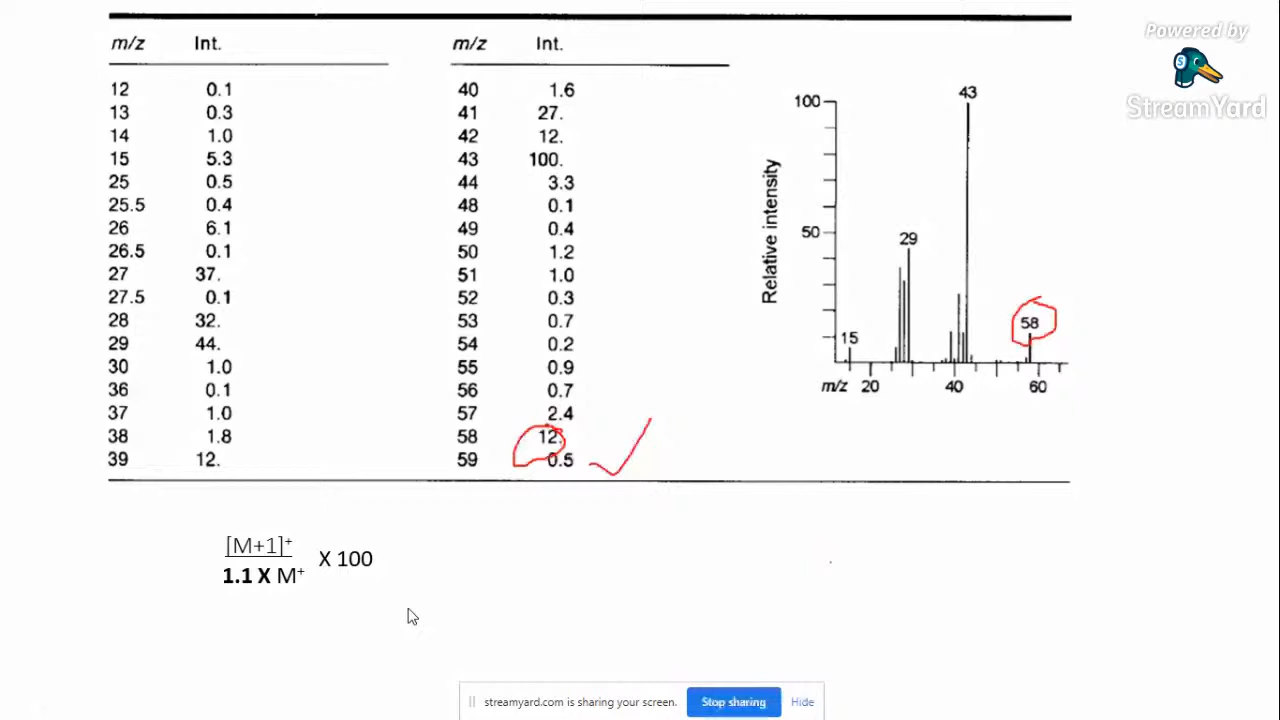 Powered by
StreamYard
m/z Int. m/z Int.
12 0.1 40 1.6
13 0.3 41 27.
14 1.0 42 12.
15 5.3 43 100.
25 0.5 44 3.3
25.5 0.4 48 0.1
26 6.1 49 0.4
26.5 0.1 50 1.2
27 37. 51 1.0
27.5 0.1 52 0.3
28 32. 53 0.7
29 44. 54 0.2
30 1.0 55 0.9
36 0.1 56 0.7
37 1.0 57 2.4
38 1.8 58 12.
39 12. 59 0.5
Relative intensity
100
50
15
29
43
58
m/z 20 40 60
[M+1]+
1.1 X M+
X 100
streamyard.com is sharing your screen. Stop sharing Hide